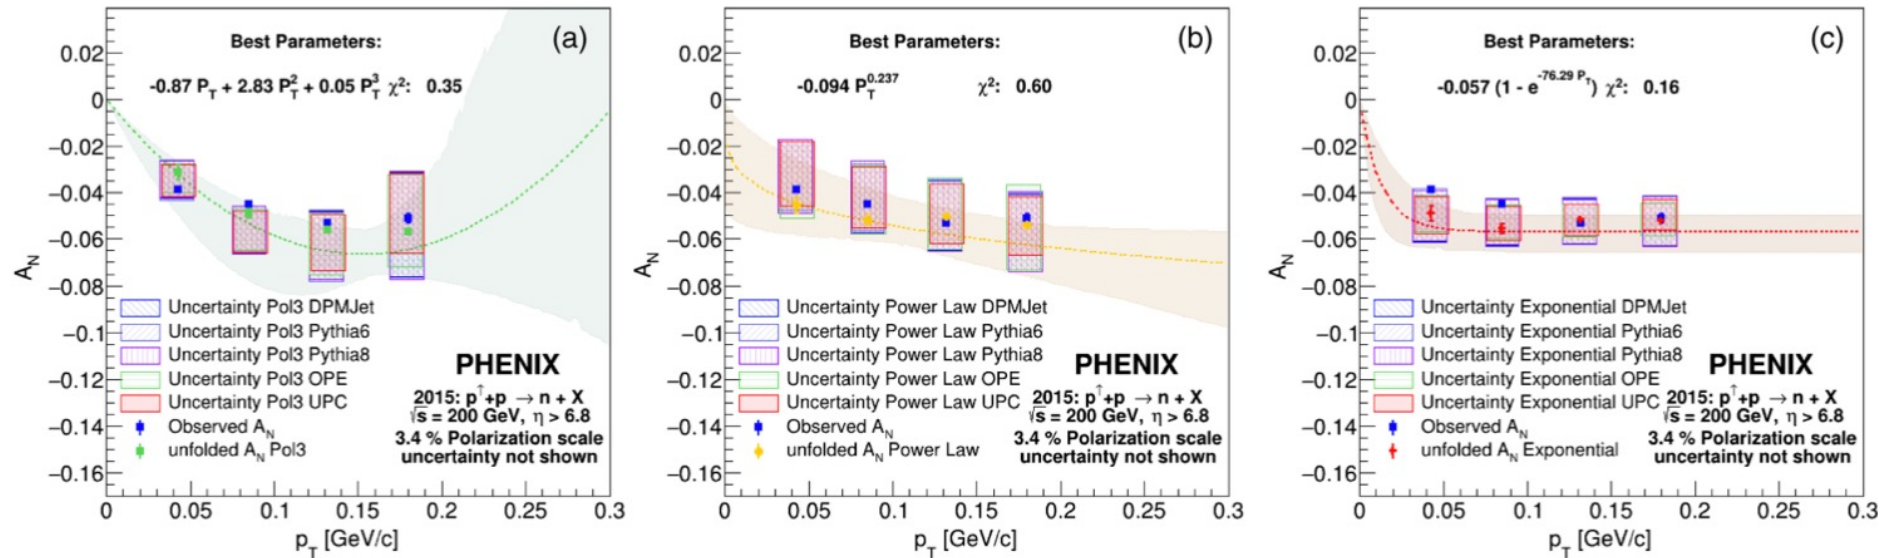 (a)
Best Parameters:
-0.87 P_T + 2.83 P_T^2 + 0.05 P_T^3 χ²: 0.35
0.02
0
−0.02
−0.04
−0.06
−0.08
−0.1
−0.12
−0.14
−0.16
A_N
Uncertainty Pol3 DPMJet
Uncertainty Pol3 Pythia6
Uncertainty Pol3 Pythia8
Uncertainty Pol3 OPE
Uncertainty Pol3 UPC
Observed A_N
unfolded A_N Pol3
PHENIX
2015: p↑+p → n + X
√s = 200 GeV, η > 6.8
3.4 % Polarization scale
uncertainty not shown
0 0.05 0.1 0.15 0.2 0.25 0.3
p_T [GeV/c]
(b)
Best Parameters:
-0.094 P_T^0.237 χ²: 0.60
0.02
0
−0.02
−0.04
−0.06
−0.08
−0.1
−0.12
−0.14
−0.16
A_N
Uncertainty Power Law DPMJet
Uncertainty Power Law Pythia6
Uncertainty Power Law Pythia8
Uncertainty Power Law OPE
Uncertainty Power Law UPC
Observed A_N
unfolded A_N Power Law
PHENIX
2015: p↑+p → n + X
√s = 200 GeV, η > 6.8
3.4 % Polarization scale
uncertainty not shown
0 0.05 0.1 0.15 0.2 0.25 0.3
p_T [GeV/c]
(c)
Best Parameters:
-0.057 (1 - e^-76.29 P_T) χ²: 0.16
0.02
0
−0.02
−0.04
−0.06
−0.08
−0.1
−0.12
−0.14
−0.16
A_N
Uncertainty Exponential DPMJet
Uncertainty Exponential Pythia6
Uncertainty Exponential Pythia8
Uncertainty Exponential OPE
Uncertainty Exponential UPC
Observed A_N
unfolded A_N Exponential
PHENIX
2015: p↑+p → n + X
√s = 200 GeV, η > 6.8
3.4 % Polarization scale
uncertainty not shown
0 0.05 0.1 0.15 0.2 0.25 0.3
p_T [GeV/c]